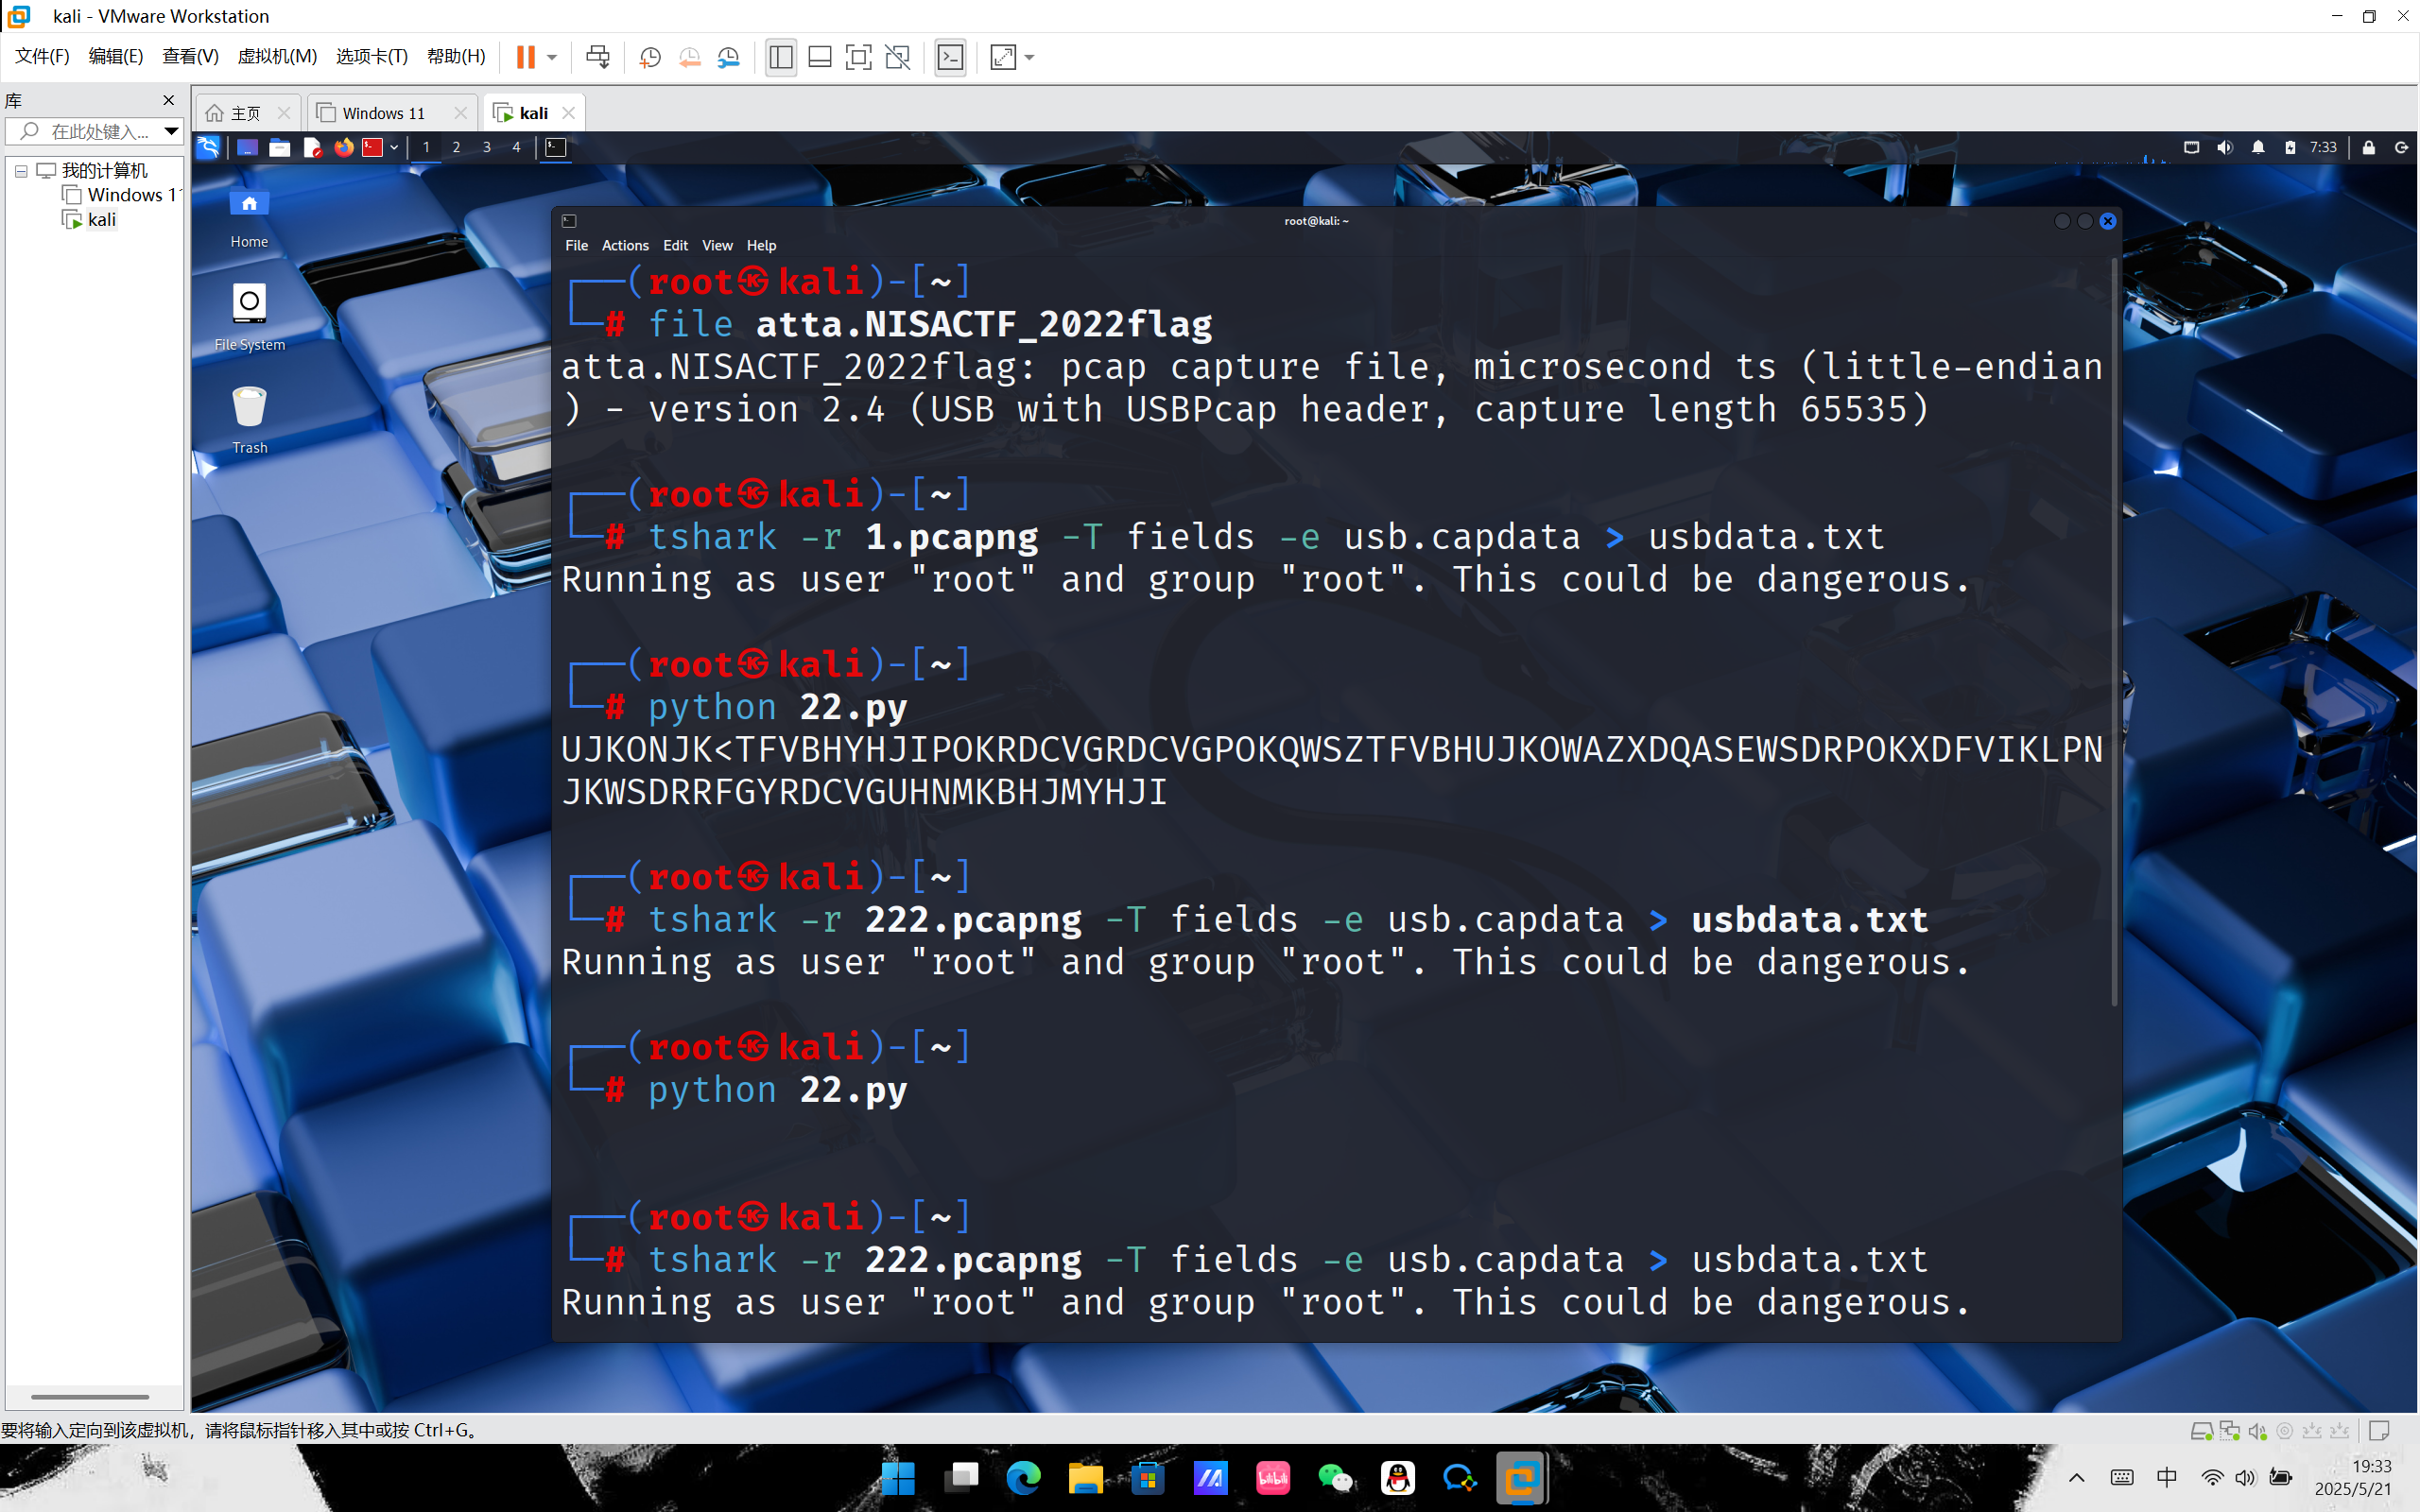 kali - VMware Workstation
文件(F) 编辑(E) 查看(V) 虚拟机(M) 选项卡(T) 帮助(H)
库
主页 Windows 11 kali
在此处键入...
1 2 3 4 7:33
我的计算机
Windows 1
kali
Home
File System
Trash
root@kali: ~
File Actions Edit View Help
┌──(root㉿kali)-[~]
└─# file atta.NISACTF_2022flag
atta.NISACTF_2022flag: pcap capture file, microsecond ts (little-endian
) - version 2.4 (USB with USBPcap header, capture length 65535)
┌──(root㉿kali)-[~]
└─# tshark -r 1.pcapng -T fields -e usb.capdata > usbdata.txt
Running as user "root" and group "root". This could be dangerous.
┌──(root㉿kali)-[~]
└─# python 22.py
UJKONJK<TFVBHYHJIPOKRDCVGRDCVGPOKQWSZTFVBHUJKOWAZXDQASEWSDRPOKXDFVIKLPN
JKWSDRRFGYRDCVGUHNMKBHJMYHJI
┌──(root㉿kali)-[~]
└─# tshark -r 222.pcapng -T fields -e usb.capdata > usbdata.txt
Running as user "root" and group "root". This could be dangerous.
┌──(root㉿kali)-[~]
└─# python 22.py
┌──(root㉿kali)-[~]
└─# tshark -r 222.pcapng -T fields -e usb.capdata > usbdata.txt
Running as user "root" and group "root". This could be dangerous.
要将输入定向到该虚拟机，请将鼠标指针移入其中或按 Ctrl+G。
bilibili
中
19:33
2025/5/21